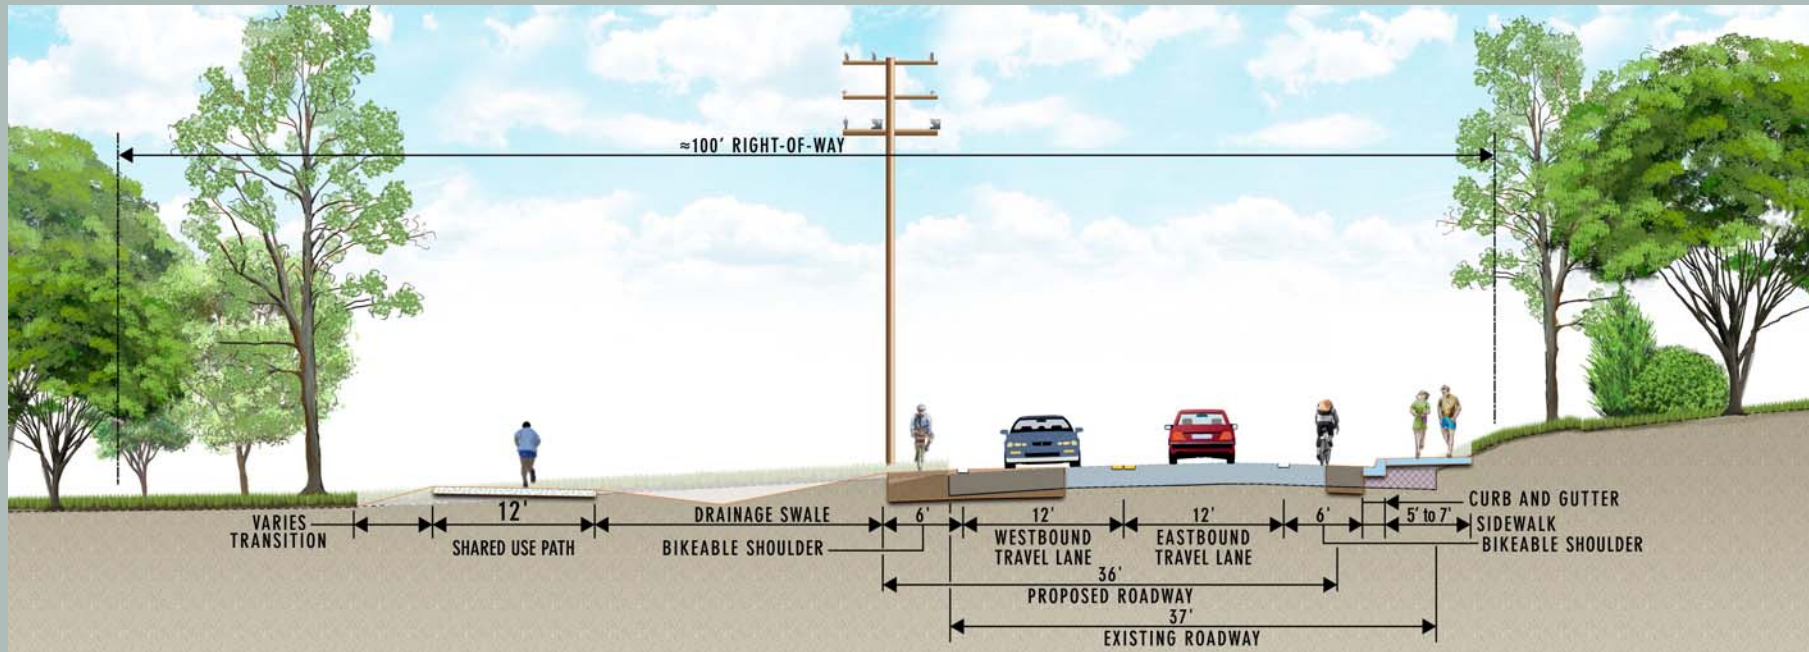 ≈100' RIGHT-OF-WAY
VARIES
TRANSITION
12'
SHARED USE PATH
DRAINAGE SWALE
BIKEABLE SHOULDER
6'
12'
WESTBOUND
TRAVEL LANE
12'
EASTBOUND
TRAVEL LANE
6'
CURB AND GUTTER
5' to 7'
SIDEWALK
BIKEABLE SHOULDER
36'
PROPOSED ROADWAY
37'
EXISTING ROADWAY